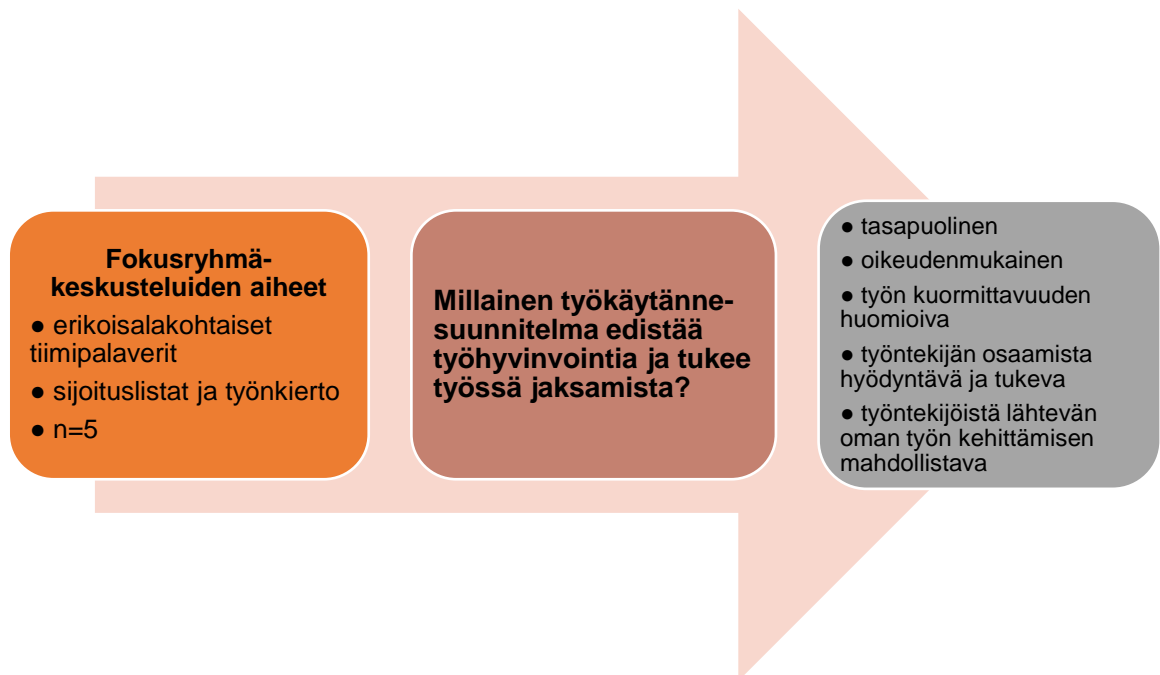 Fokusryhmä-
keskusteluiden aiheet
● erikoisalakohtaiset
tiimipalaverit
● sijoituslistat ja työnkierto
● n=5
Millainen työkäytänne-
suunnitelma edistää
työhyvinvointia ja tukee
työssä jaksamista?
● tasapuolinen
● oikeudenmukainen
● työn kuormittavuuden
huomioiva
● työntekijän osaamista
hyödyntävä ja tukeva
● työntekijöistä lähtevän
oman työn kehittämisen
mahdollistava